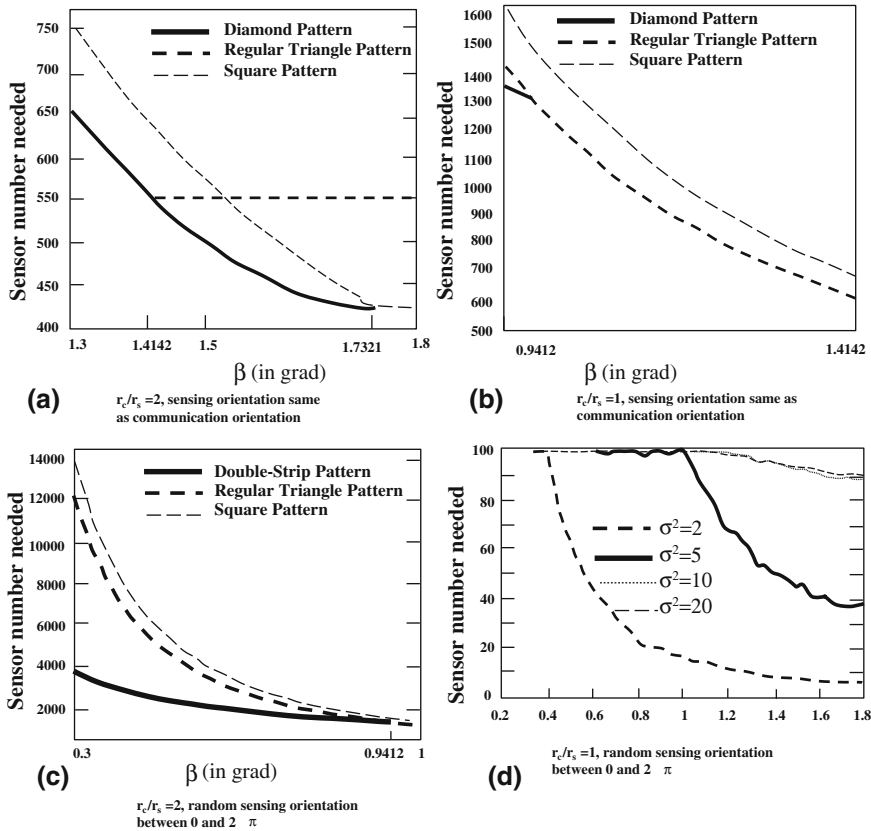 Sensor number needed
750
700
650
600
550
500
450
400
Diamond Pattern
Regular Triangle Pattern
Square Pattern
1.3
1.4142
1.5
1.7321
1.8
β (in grad)
(a)
r_c/r_s =2, sensing orientation same
as communication orientation
Sensor number needed
1600
1500
1400
1300
1200
1100
1000
900
800
700
600
500
Diamond Pattern
Regular Triangle Pattern
Square Pattern
0.9412
1.4142
β (in grad)
(b)
r_c/r_s =1, sensing orientation same as
communication orientation
Sensor number needed
14000
12000
10000
8000
6000
4000
2000
Double-Strip Pattern
Regular Triangle Pattern
Square Pattern
0.3
0.9412
1
β (in grad)
(c)
r_c/r_s =2, random sensing orientation
between 0 and 2 π
Sensor number needed
100
80
60
40
20
0
σ²=2
σ²=5
σ²=10
σ²=20
0.2
0.4
0.6
0.8
1
1.2
1.4
1.6
1.8
(d)
r_c/r_s =1, random sensing orientation
between 0 and 2 π